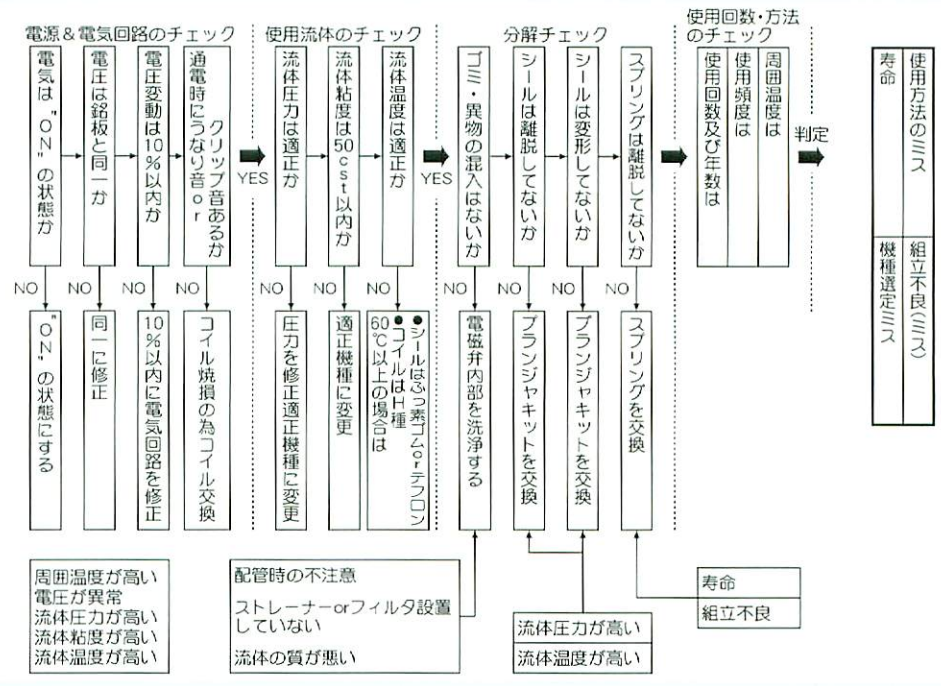 電源&電気回路のチェック
電気は"ON"の状態か
電圧は銘板と同一か
電圧変動は10%以内か
通電時にうなり音or
クリップ音あるか
YES
使用流体のチェック
流体圧力は適正か
流体粘度は50cst以内か
流体温度は適正か
YES
分解チェック
ゴミ・異物の混入はないか
シールは離脱してないか
シールは変形してないか
スプリングは離脱してないか
使用回数・方法
のチェック
周囲温度は
使用頻度は
使用回数及び年数は
判定
使用方法のミス
寿命
組立不良(ミス)
機種選定ミス
NO
NO
NO
NO
NO
NO
NO
NO
NO
NO
NO
"ON"の状態にする
同一に修正
10%以内に電気回路を修正
コイル焼損の為コイル交換
圧力を修正適正機種に変更
適正機種に変更
●シールはふっ素ゴムorテフロン
●コイルはH種
60℃以上の場合は
電磁弁内部を洗浄する
プランジャキットを交換
プランジャキットを交換
スプリングを交換
周囲温度が高い
電圧が異常
流体圧力が高い
流体粘度が高い
流体温度が高い
配管時の不注意
ストレーナーorフィルタ設置
していない
流体の質が悪い
流体圧力が高い
流体温度が高い
寿命
組立不良